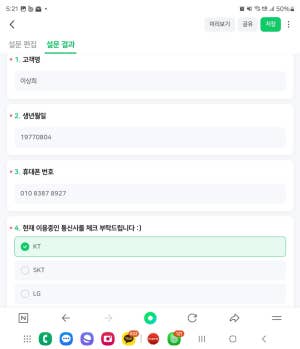 5:21
50%
미리보기
공유
저장
설문 편집
설문 결과
* 1. 고객명
이상희
* 2. 생년월일
19770804
* 3. 휴대폰 번호
010 8387 8927
* 4. 현재 이용중인 통신사를 체크 부탁드립니다 :)
KT
SKT
LG
N